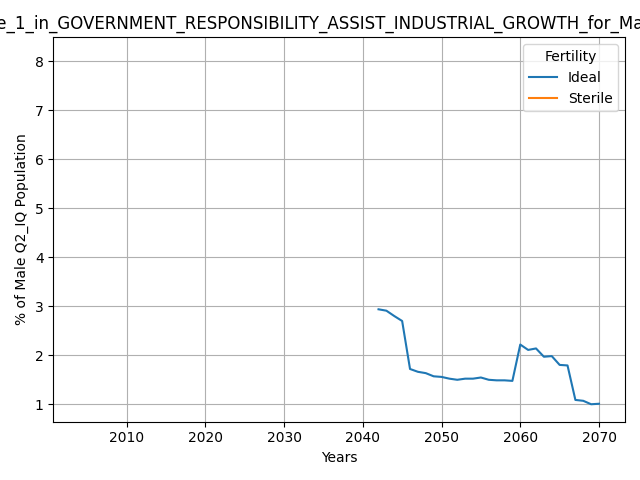 e_1_in_GOVERNMENT_RESPONSIBILITY_ASSIST_INDUSTRIAL_GROWTH_for_Ma
Fertility
Ideal
Sterile
% of Male Q2_IQ Population
8
7
6
5
4
3
2
1
2010 2020 2030 2040 2050 2060 2070
Years